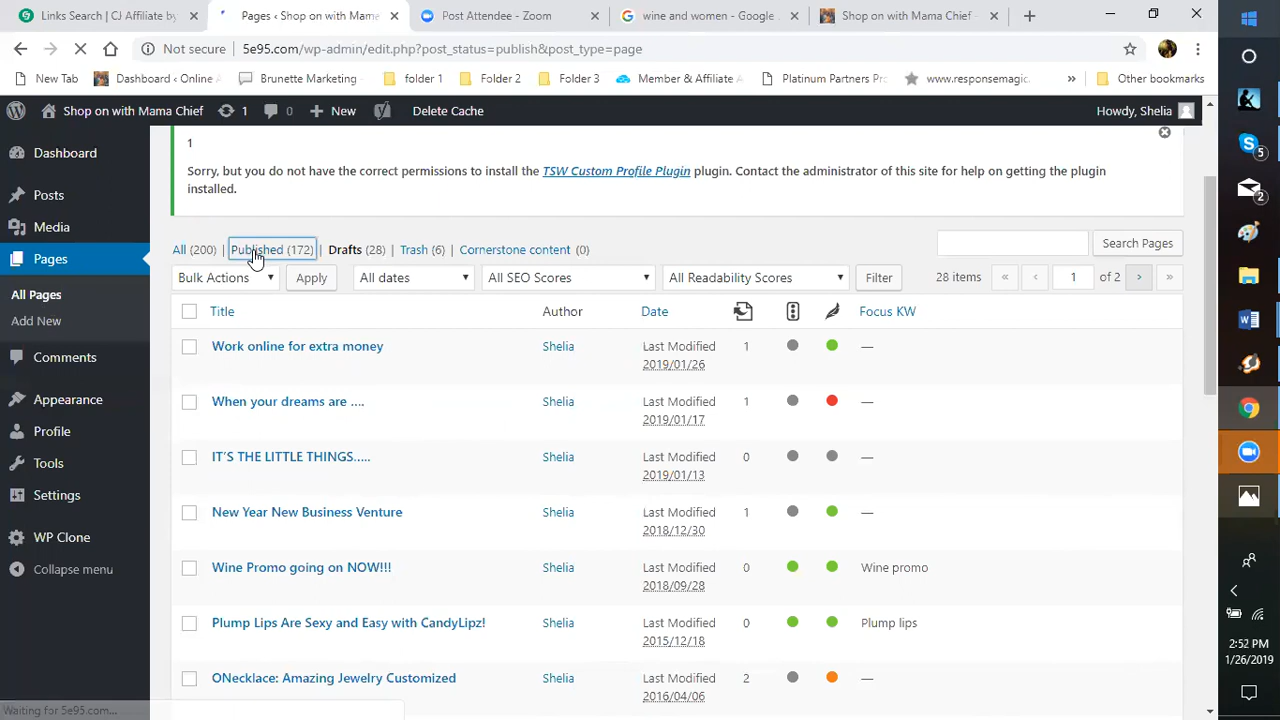 Links Search | CJ Affiliate by
Pages ‹ Shop on with Mama Chief -
Post Attendee - Zoom
wine and women - Google
Shop on with Mama Chief -
Not secure
5e95.com/wp-admin/edit.php?post_status=publish&post_type=page
New Tab
Dashboard ‹ Online A
Brunette Marketing
folder 1
Folder 2
Folder 3
Member & Affiliate A
Platinum Partners Pr
www.responsemagic.
»
Other bookmarks
Shop on with Mama Chief
1
0
New
Delete Cache
Howdy, Shelia
Dashboard
Posts
Media
Pages
All Pages
Add New
Comments
Appearance
Profile
Tools
Settings
WP Clone
Collapse menu
1
Sorry, but you do not have the correct permissions to install the TSW Custom Profile Plugin plugin. Contact the administrator of this site for help on getting the plugin
installed.
All (200) | Published (172) | Drafts (28) | Trash (6) | Cornerstone content (0)
Search Pages
Bulk Actions
Apply
All dates
All SEO Scores
All Readability Scores
Filter
28 items
«
‹
1
of 2
›
»
Title
Author
Date
Focus KW
Work online for extra money
Shelia
Last Modified
2019/01/26
1
—
When your dreams are ....
Shelia
Last Modified
2019/01/17
1
—
IT'S THE LITTLE THINGS.....
Shelia
Last Modified
2019/01/13
0
—
New Year New Business Venture
Shelia
Last Modified
2018/12/30
1
—
Wine Promo going on NOW!!!
Shelia
Last Modified
2018/09/28
0
Wine promo
Plump Lips Are Sexy and Easy with CandyLipz!
Shelia
Last Modified
2015/12/18
0
Plump lips
ONecklace: Amazing Jewelry Customized
Shelia
Last Modified
2016/04/06
2
—
Waiting for 5e95.com...
5
2
2:52 PM
1/26/2019